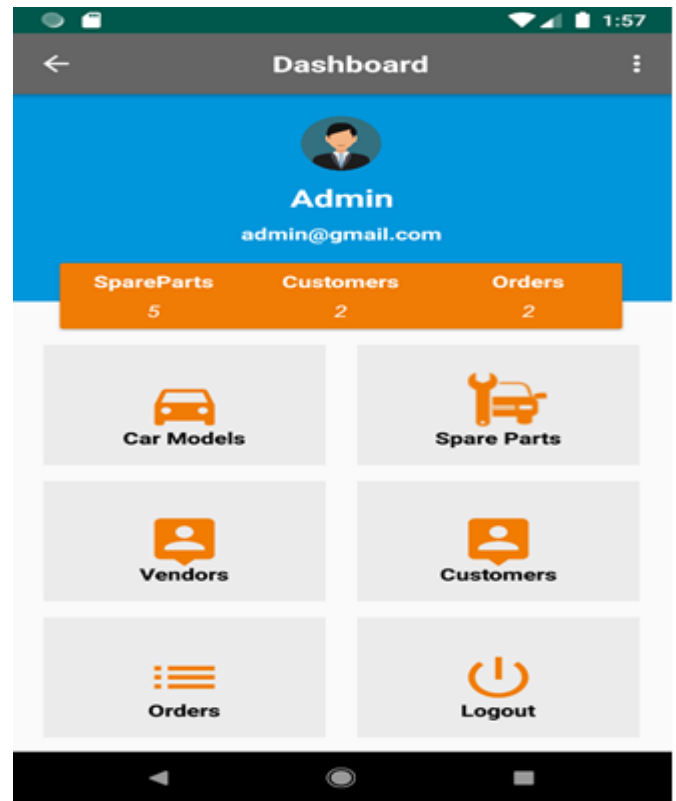 1:57
Dashboard
Admin
admin@gmail.com
SpareParts Customers Orders
5 2 2
Car Models Spare Parts
Vendors Customers
Orders Logout